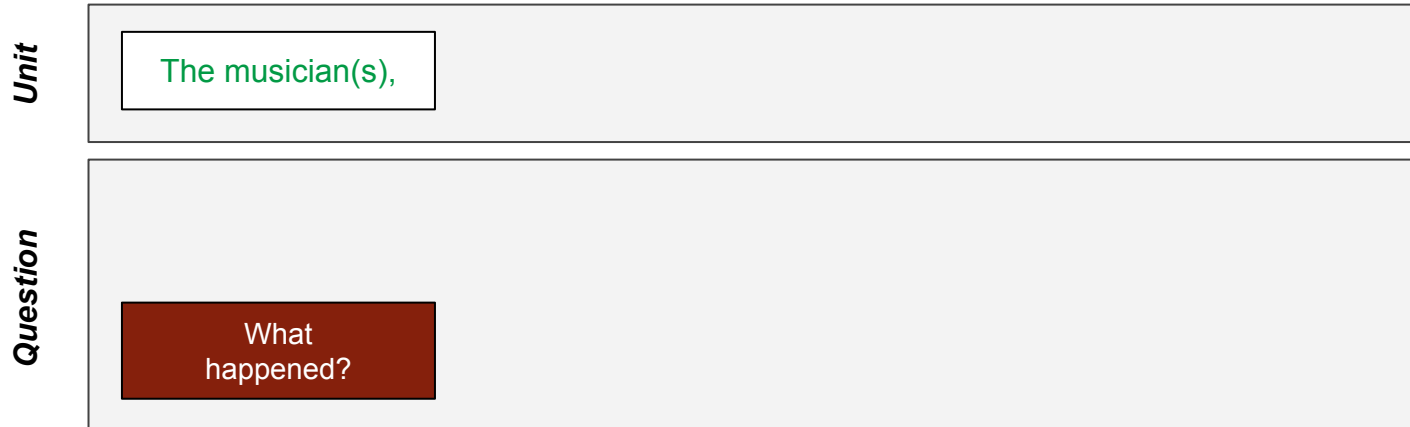 Unit
The musician(s),
Question
What
happened?